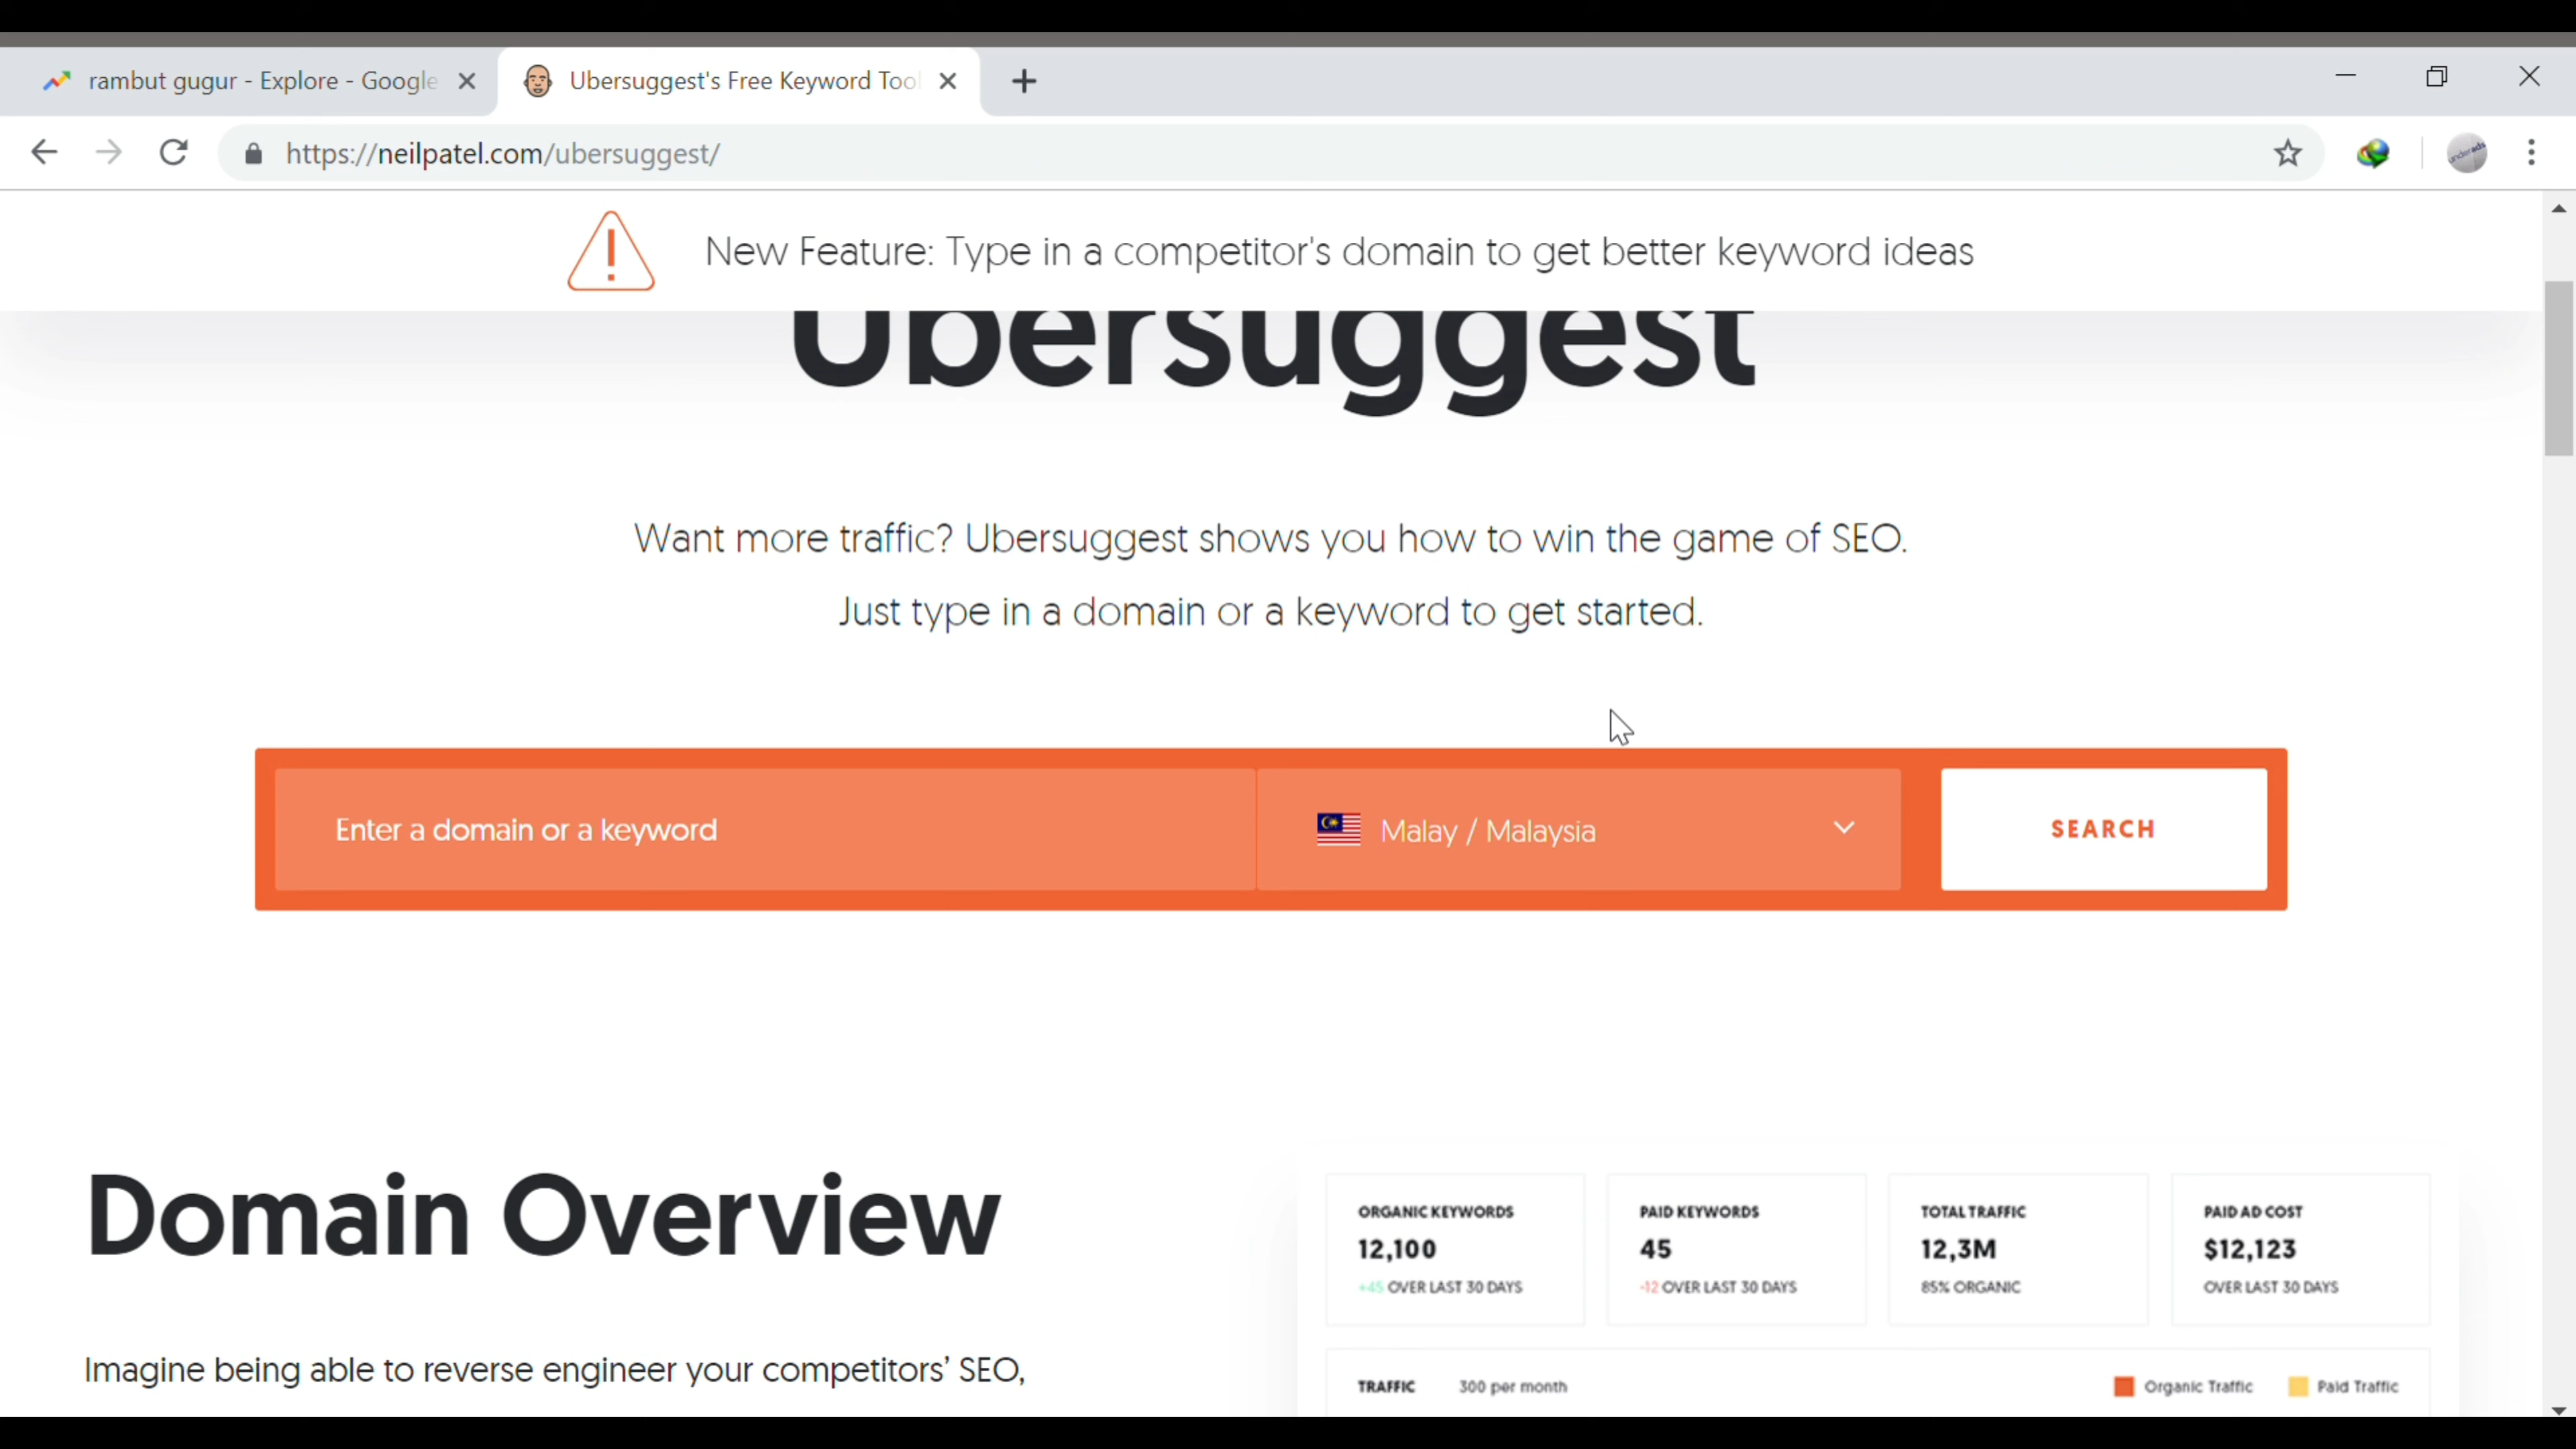 rambut gugur - Explore - Google
Ubersuggest's Free Keyword Tool
https://neilpatel.com/ubersuggest/
underads
New Feature: Type in a competitor's domain to get better keyword ideas
Ubersuggest
Want more traffic? Ubersuggest shows you how to win the game of SEO.
Just type in a domain or a keyword to get started.
Enter a domain or a keyword
Malay / Malaysia
SEARCH
Domain Overview
Imagine being able to reverse engineer your competitors’ SEO,
ORGANIC KEYWORDS
12,100
+45 OVER LAST 30 DAYS
PAID KEYWORDS
45
-12 OVER LAST 30 DAYS
TOTAL TRAFFIC
12,3M
85% ORGANIC
PAID AD COST
$12,123
OVER LAST 30 DAYS
TRAFFIC 300 per month
Organic Traffic
Paid Traffic